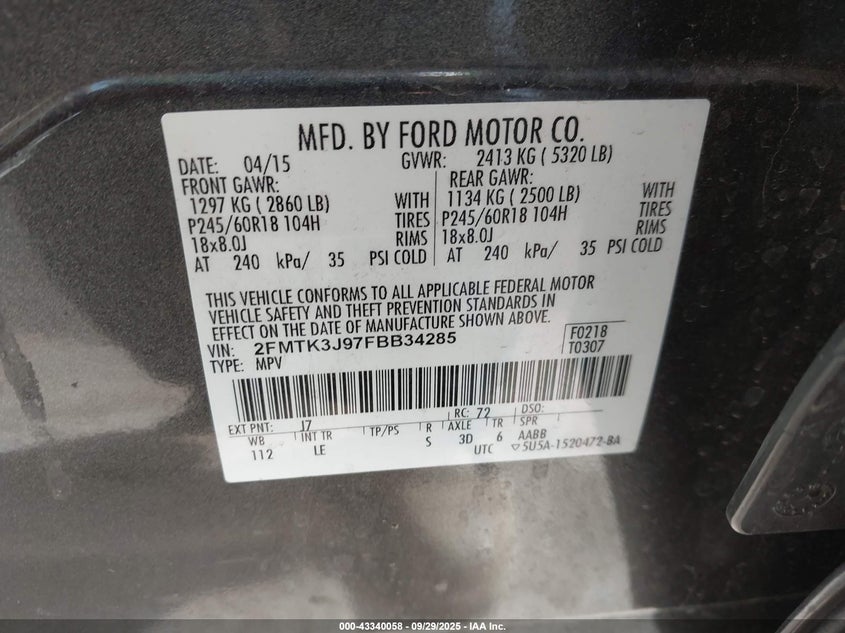 MFD. BY FORD MOTOR CO.
DATE: 04/15 GVWR: 2413 KG ( 5320 LB)
FRONT GAWR: REAR GAWR:
1297 KG ( 2860 LB) WITH 1134 KG ( 2500 LB) WITH
P245/60R18 104H TIRES P245/60R18 104H TIRES
18x8.0J RIMS 18x8.0J RIMS
AT 240 kPa/ 35 PSI COLD AT 240 kPa/ 35 PSI COLD
THIS VEHICLE CONFORMS TO ALL APPLICABLE FEDERAL MOTOR
VEHICLE SAFETY AND THEFT PREVENTION STANDARDS IN
EFFECT ON THE DATE OF MANUFACTURE SHOWN ABOVE.
VIN: 2FMTK3J97FBB34285 F0218
TYPE: MPV T0307
EXT PNT: J7 RC: 72 DSO:
WB INT TR TP/PS R AXLE TR SPR
112 LE S 3D 6 AABB
UTC ▽5U5A-1520472-BA
000-43340058 - 09/29/2025 - IAA Inc.